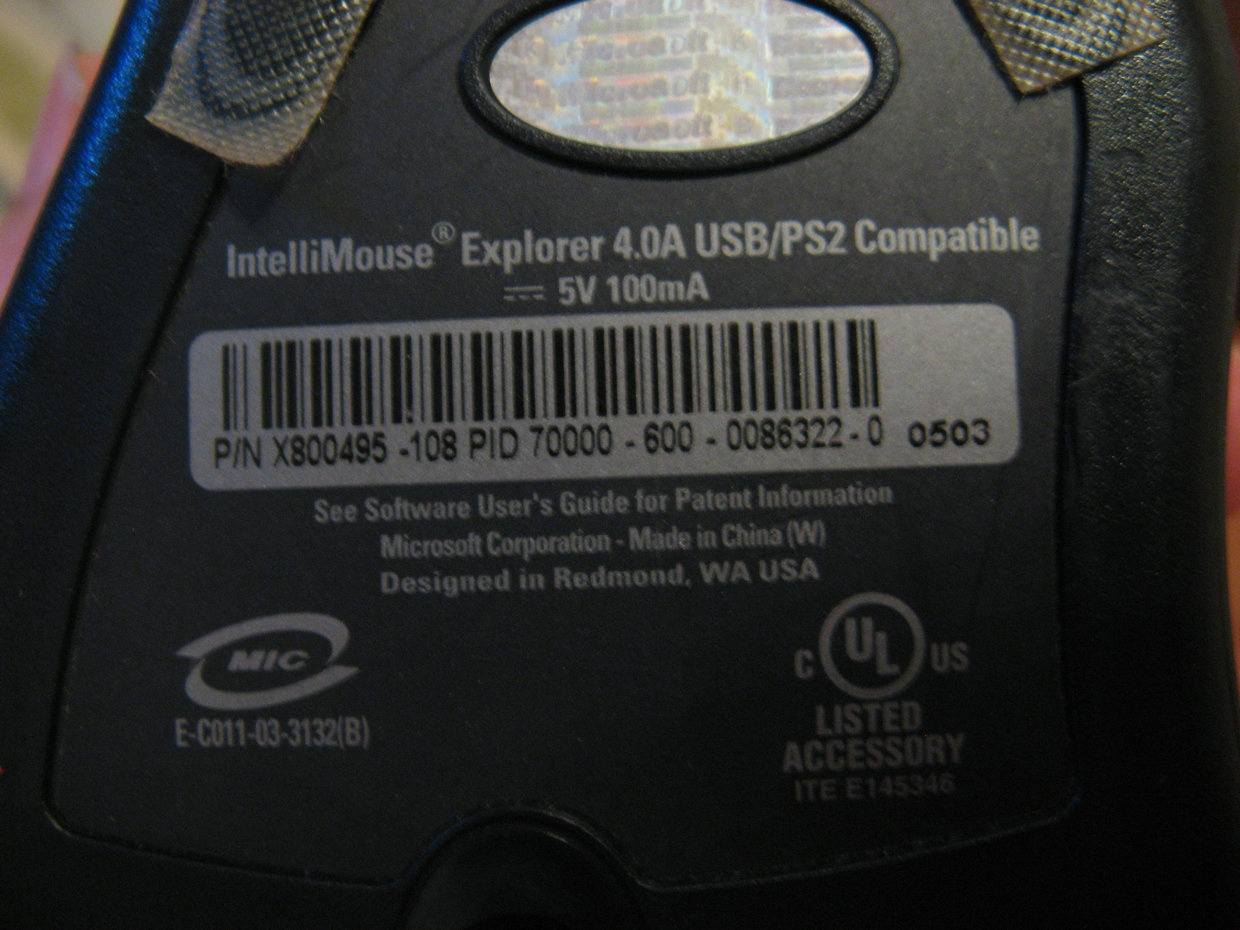 Microsoft
Microsoft
IntelliMouse® Explorer 4.0A USB/PS2 Compatible
5V 100mA
P/N X800495 -108 PID 70000 - 600 - 0086322 - 0 0503
See Software User's Guide for Patent Information
Microsoft Corporation - Made in China (W)
Designed in Redmond, WA USA
MIC
E-C011-03-3132(B)
C UL US
LISTED
ACCESSORY
ITE E145346